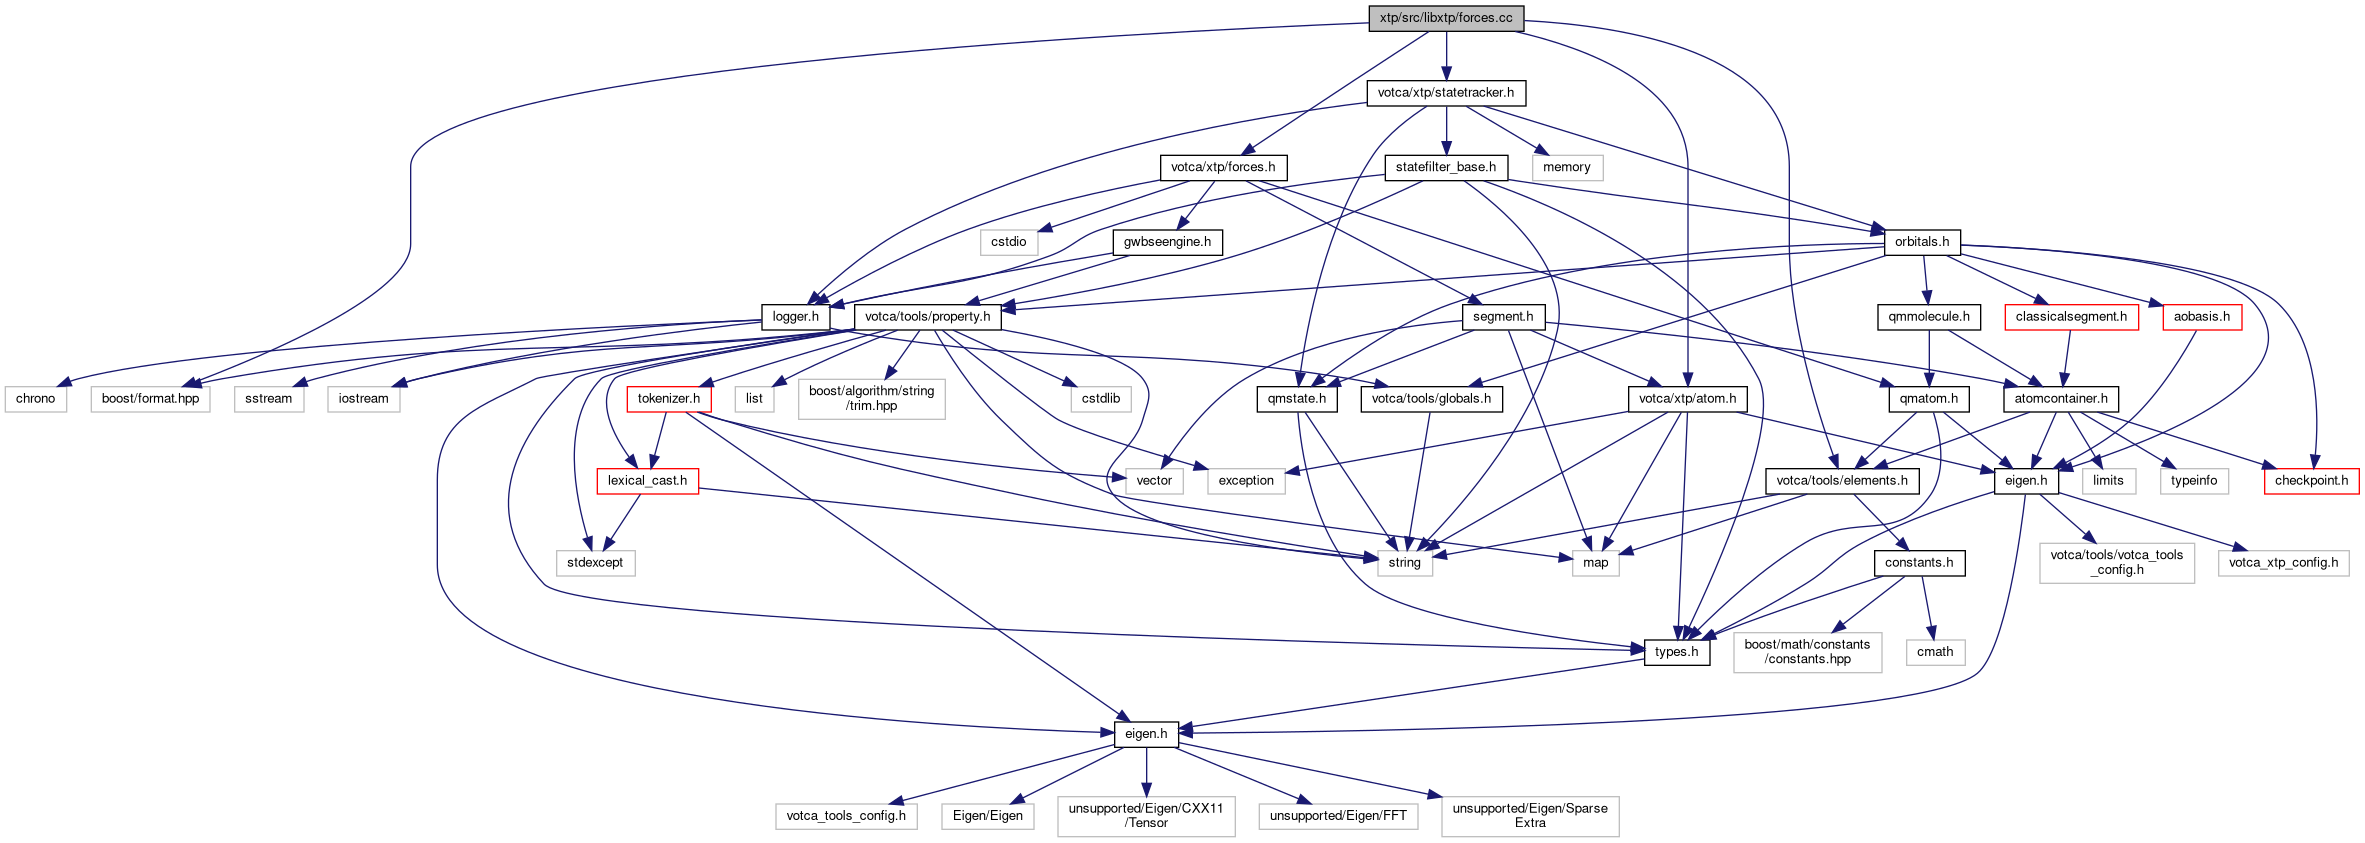 xtp/src/libxtp/forces.cc
votca/xtp/statetracker.h
votca/xtp/forces.h
statefilter_base.h
memory
cstdio
gwbseengine.h
orbitals.h
logger.h
votca/tools/property.h
segment.h
qmmolecule.h
classicalsegment.h
aobasis.h
chrono
boost/format.hpp
sstream
iostream
tokenizer.h
list
boost/algorithm/string
/trim.hpp
cstdlib
qmstate.h
votca/tools/globals.h
votca/xtp/atom.h
qmatom.h
atomcontainer.h
lexical_cast.h
vector
exception
votca/tools/elements.h
eigen.h
limits
typeinfo
checkpoint.h
stdexcept
string
map
constants.h
votca/tools/votca_tools
_config.h
votca_xtp_config.h
types.h
boost/math/constants
/constants.hpp
cmath
eigen.h
votca_tools_config.h
Eigen/Eigen
unsupported/Eigen/CXX11
/Tensor
unsupported/Eigen/FFT
unsupported/Eigen/Sparse
Extra